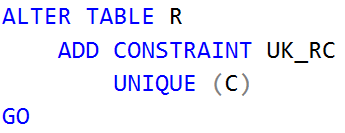 ALTER TABLE R
ADD CONSTRAINT UK_RC
UNIQUE (C)
GO